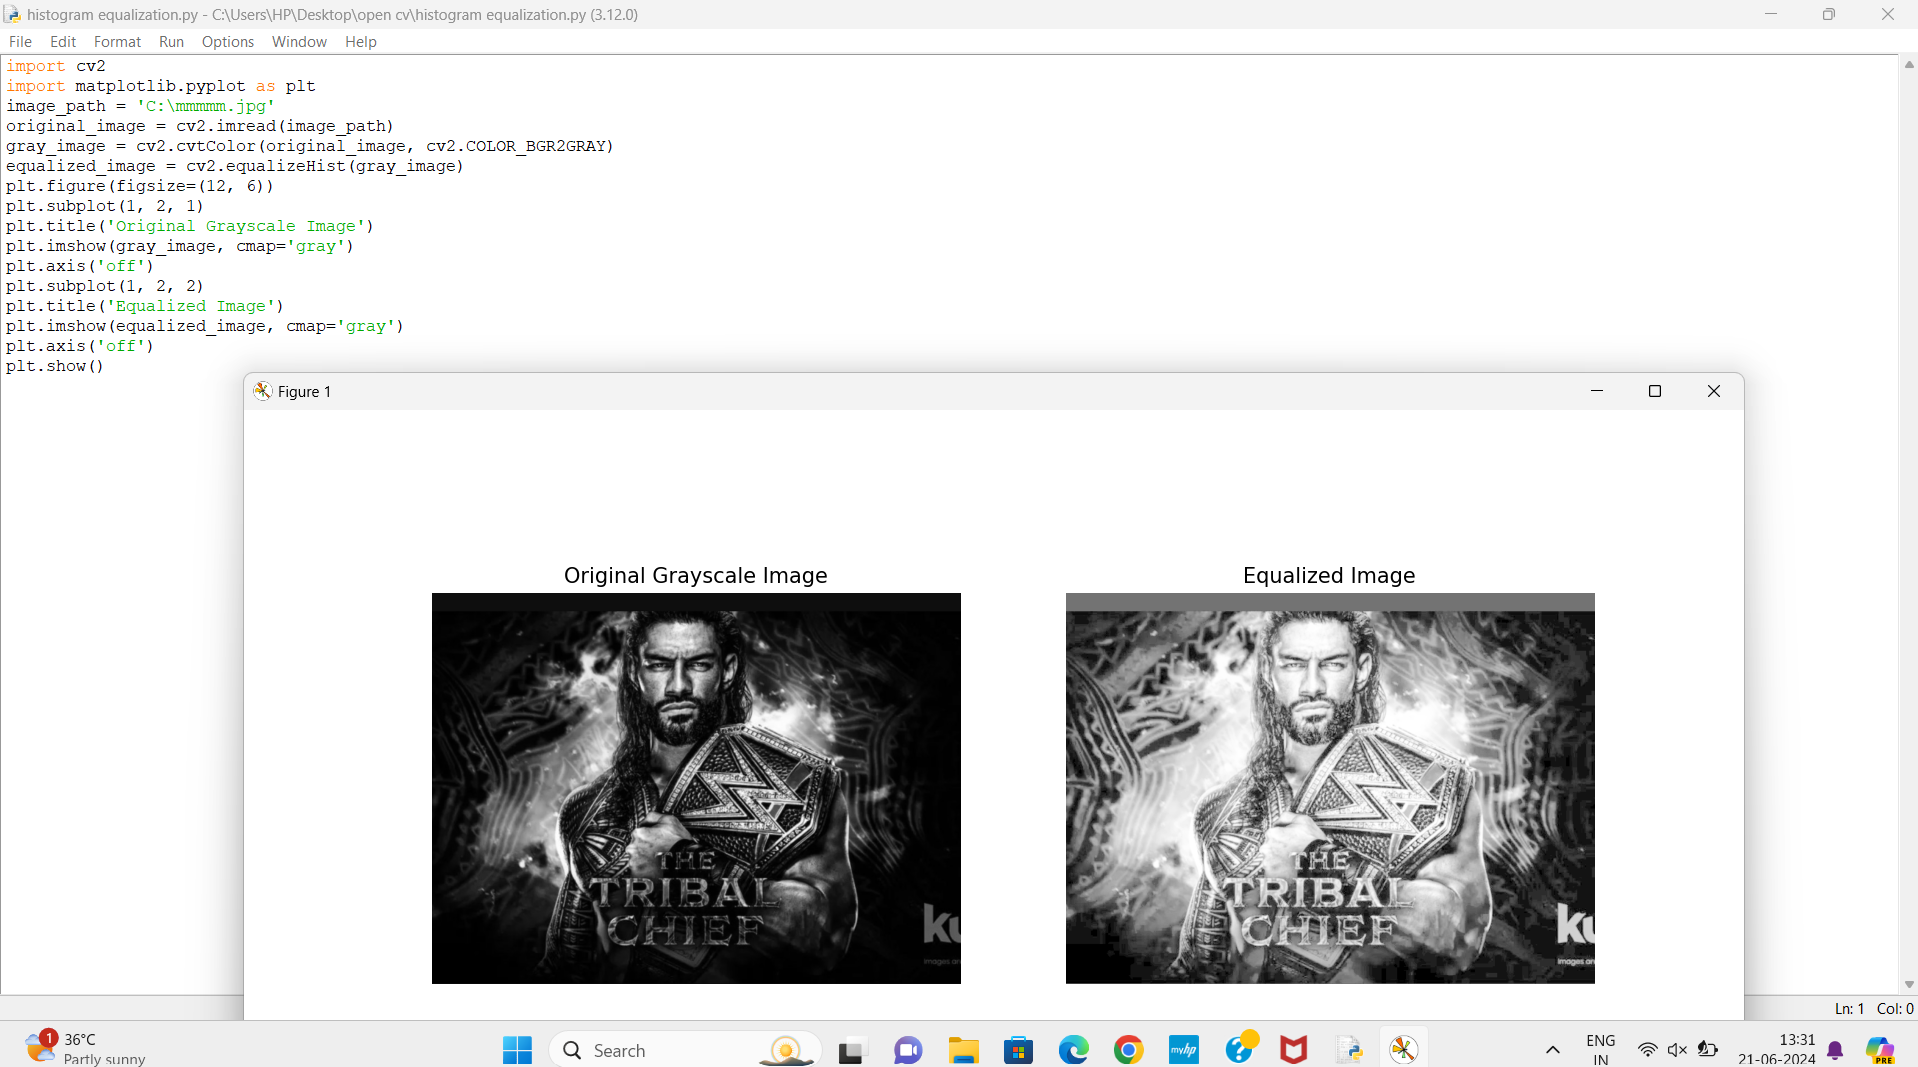 histogram equalization.py - C:\Users\HP\Desktop\open cv\histogram equalization.py (3.12.0)
File Edit Format Run Options Window Help
import cv2
import matplotlib.pyplot as plt
image_path = 'C:\mmmmm.jpg'
original_image = cv2.imread(image_path)
gray_image = cv2.cvtColor(original_image, cv2.COLOR_BGR2GRAY)
equalized_image = cv2.equalizeHist(gray_image)
plt.figure(figsize=(12, 6))
plt.subplot(1, 2, 1)
plt.title('Original Grayscale Image')
plt.imshow(gray_image, cmap='gray')
plt.axis('off')
plt.subplot(1, 2, 2)
plt.title('Equalized Image')
plt.imshow(equalized_image, cmap='gray')
plt.axis('off')
plt.show()
Figure 1
Original Grayscale Image
THE
TRIBAL
CHIEF
ku
images an
Equalized Image
THE
TRIBAL
CHIEF
ku
images an
Ln: 1 Col: 0
1
36°C
Partly sunny
Search
myhp
ENG
IN
13:31
21-06-2024
PRE